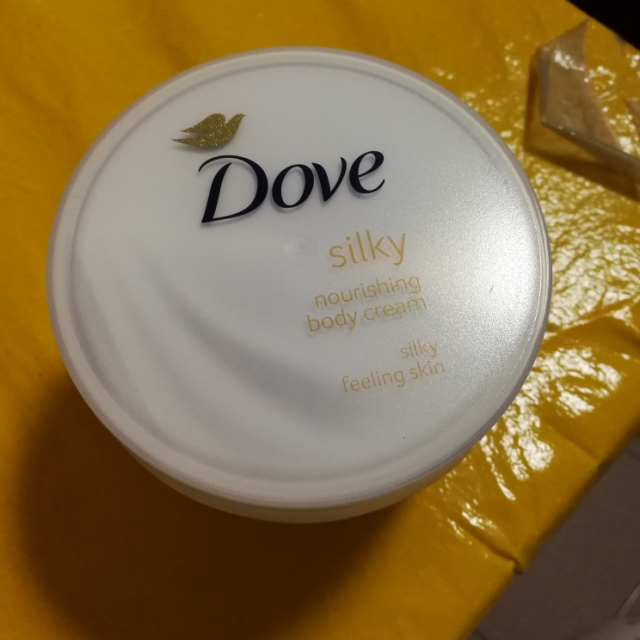 Dove
silky
nourishing
body cream
silky
feeling skin